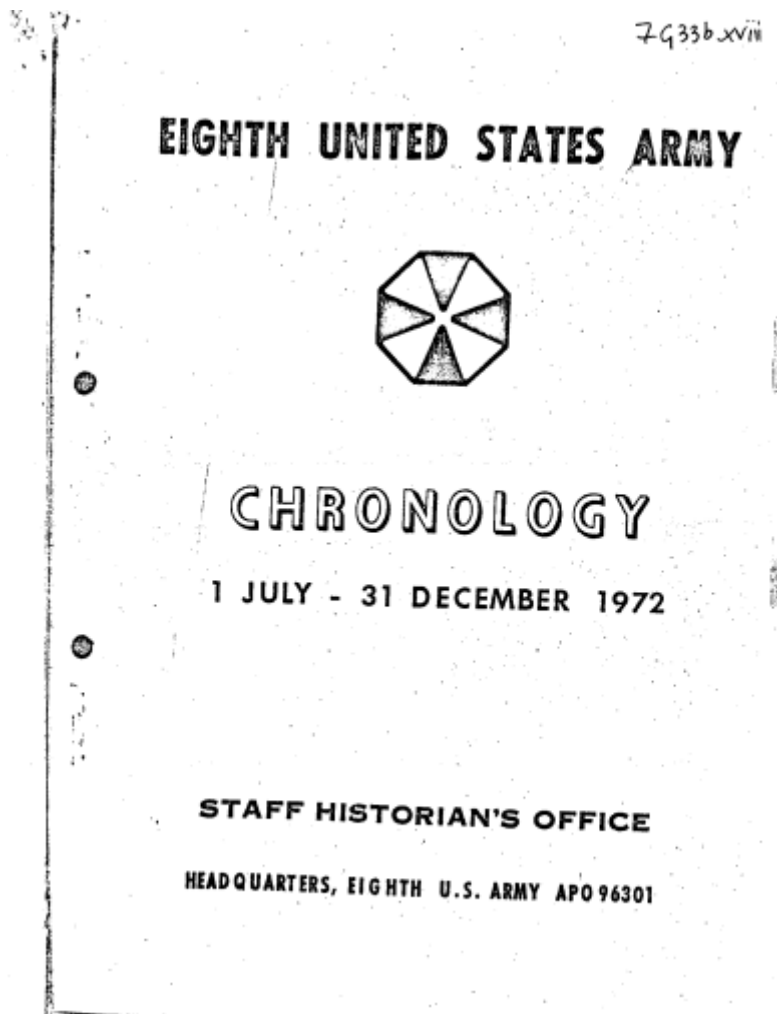 7G33b xviii
EIGHTH UNITED STATES ARMY
CHRONOLOGY
1 JULY - 31 DECEMBER 1972
STAFF HISTORIAN'S OFFICE
HEADQUARTERS, EIGHTH U.S. ARMY APO 96301